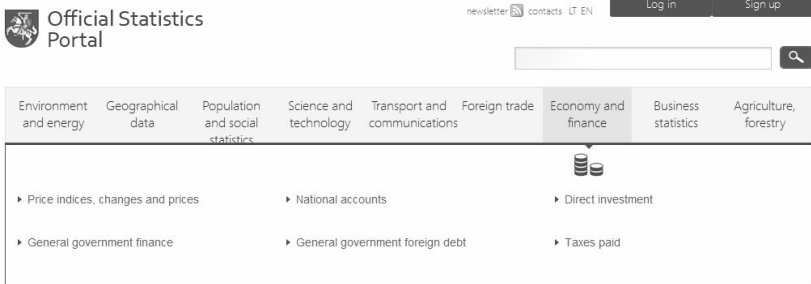 newsletter contacts LT EN Log in Sign up
Official Statistics
Portal
Environment and energy
Geographical data
Population and social statistics
Science and technology
Transport and communications
Foreign trade
Economy and finance
Business statistics
Agriculture, forestry
Price indices, changes and prices
National accounts
Direct investment
General government finance
General government foreign debt
Taxes paid